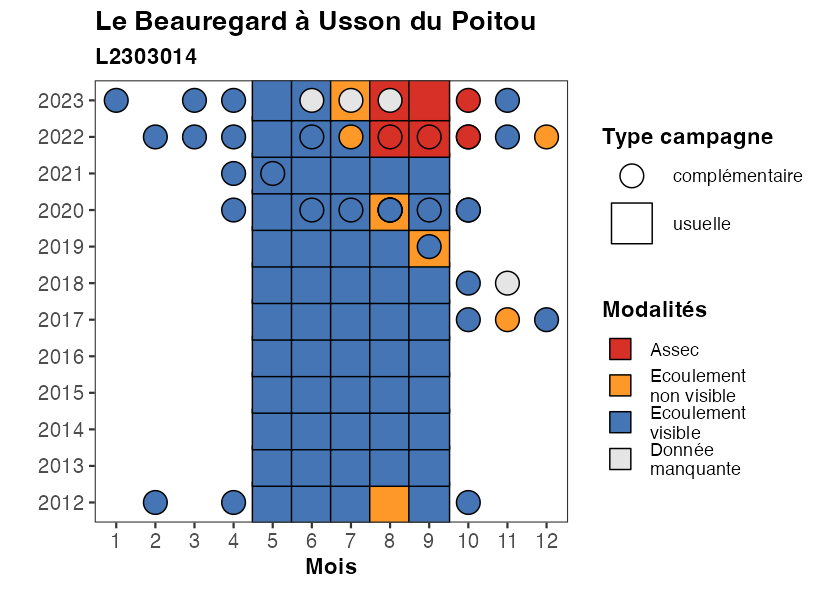 Le Beauregard à Usson du Poitou
L2303014
2023
2022
2021
2020
2019
2018
2017
2016
2015
2014
2013
2012
1 2 3 4 5 6 7 8 9 10 11 12
Mois
Type campagne
complémentaire
usuelle
Modalités
Assec
Ecoulement
non visible
Ecoulement
visible
Donnée
manquante